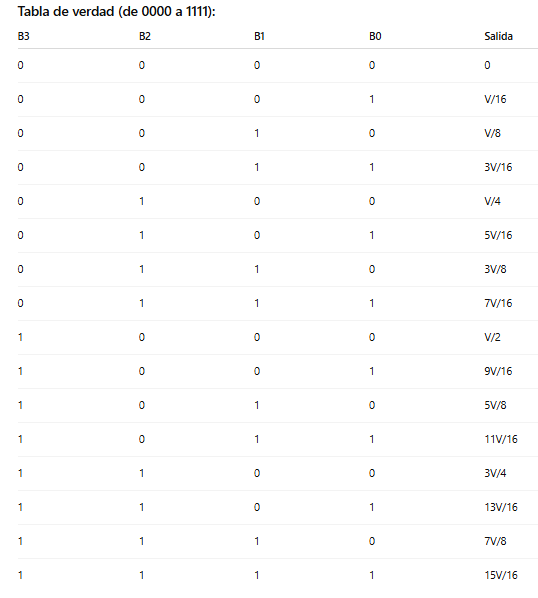 Tabla de verdad (de 0000 a 1111):
B3 B2 B1 B0 Salida
0 0 0 0 0
0 0 0 1 V/16
0 0 1 0 V/8
0 0 1 1 3V/16
0 1 0 0 V/4
0 1 0 1 5V/16
0 1 1 0 3V/8
0 1 1 1 7V/16
1 0 0 0 V/2
1 0 0 1 9V/16
1 0 1 0 5V/8
1 0 1 1 11V/16
1 1 0 0 3V/4
1 1 0 1 13V/16
1 1 1 0 7V/8
1 1 1 1 15V/16